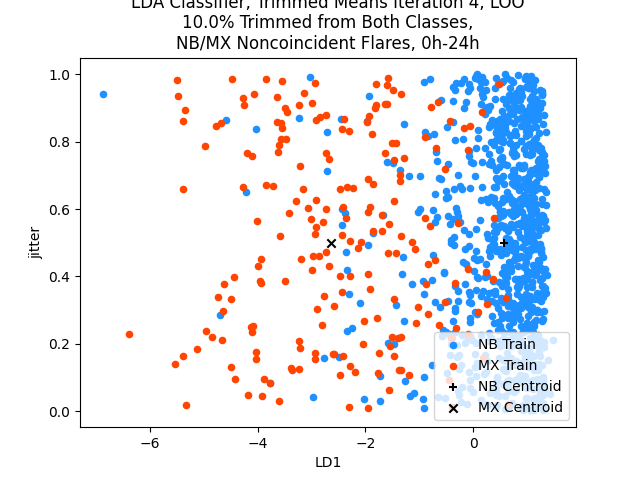 LDA Classifier, Trimmed Means Iteration 4, LOO
10.0% Trimmed from Both Classes,
NB/MX Noncoincident Flares, 0h-24h
1.0
0.8
0.6
0.4
0.2
0.0
jitter
−6
−4
−2
0
LD1
NB Train
MX Train
NB Centroid
MX Centroid